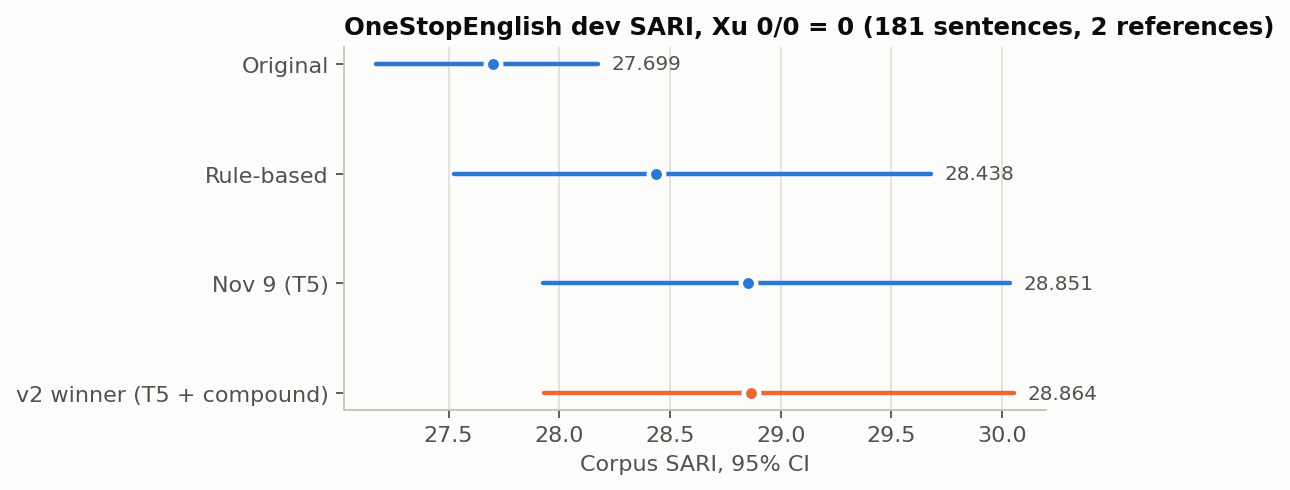 OneStopEnglish dev SARI, Xu 0/0 = 0 (181 sentences, 2 references)
Original 27.699
Rule-based 28.438
Nov 9 (T5) 28.851
v2 winner (T5 + compound) 28.864
27.5 28.0 28.5 29.0 29.5 30.0
Corpus SARI, 95% CI